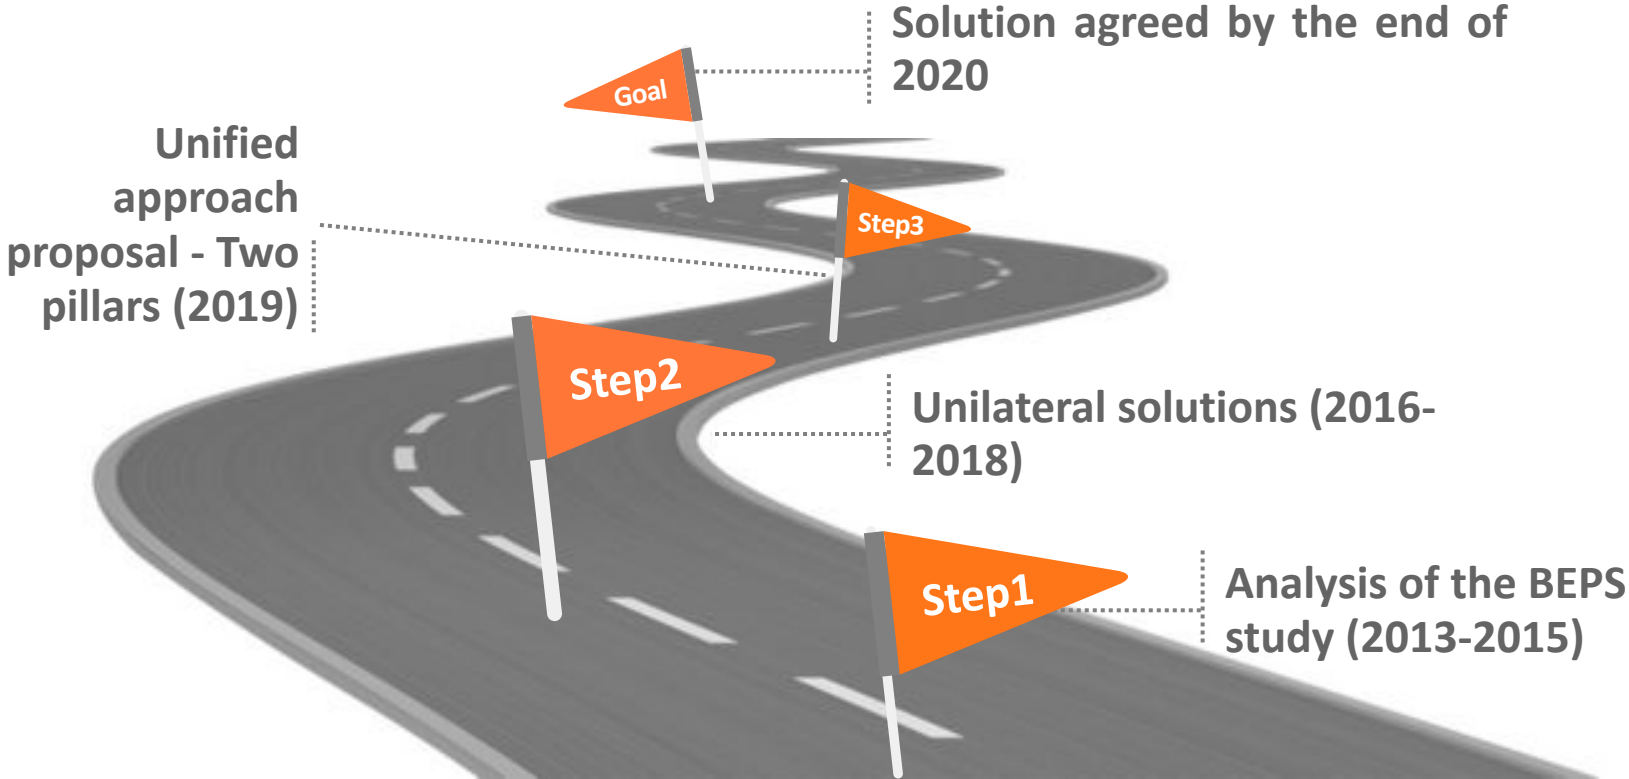 Solution agreed by the end of
2020
Goal
Unified
approach
proposal - Two
pillars (2019)
Step3
Step2
Unilateral solutions (2016-
2018)
Step1
Analysis of the BEPS
study (2013-2015)